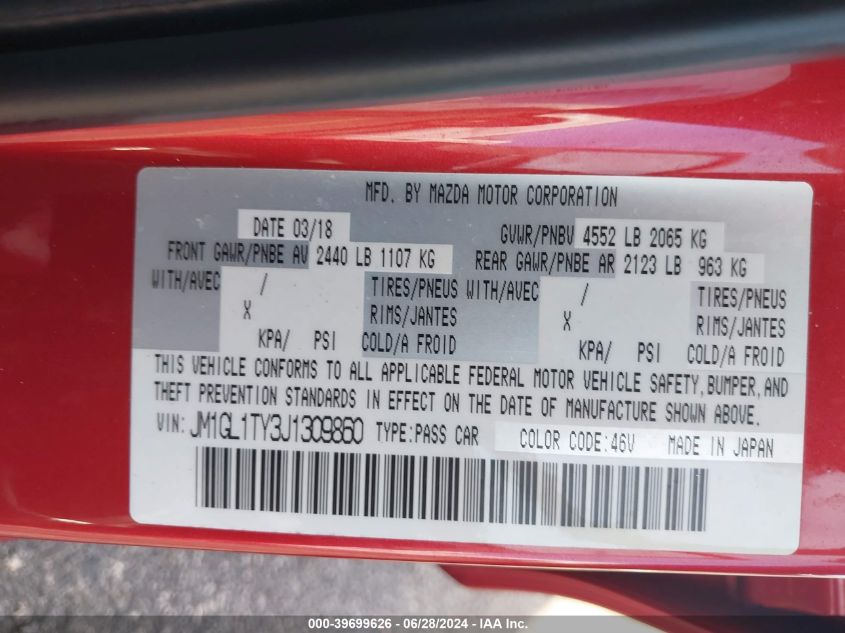 MFD. BY MAZDA MOTOR CORPORATION
DATE 03/18 GVWR/PNBV 4552 LB 2065 KG
FRONT GAWR/PNBE AV 2440 LB 1107 KG REAR GAWR/PNBE AR 2123 LB 963 KG
WITH/AVEC / TIRES/PNEUS WITH/AVEC / TIRES/PNEUS
X RIMS/JANTES X RIMS/JANTES
KPA/ PSI COLD/A FROID KPA/ PSI COLD/A FROID
THIS VEHICLE CONFORMS TO ALL APPLICABLE FEDERAL MOTOR VEHICLE SAFETY, BUMPER, AND
THEFT PREVENTION STANDARDS IN EFFECT ON THE DATE OF MANUFACTURE SHOWN ABOVE.
VIN: JM1GL1TY3J1309860 TYPE:PASS CAR COLOR CODE:46V MADE IN JAPAN
000-39699626 - 06/28/2024 - IAA Inc.